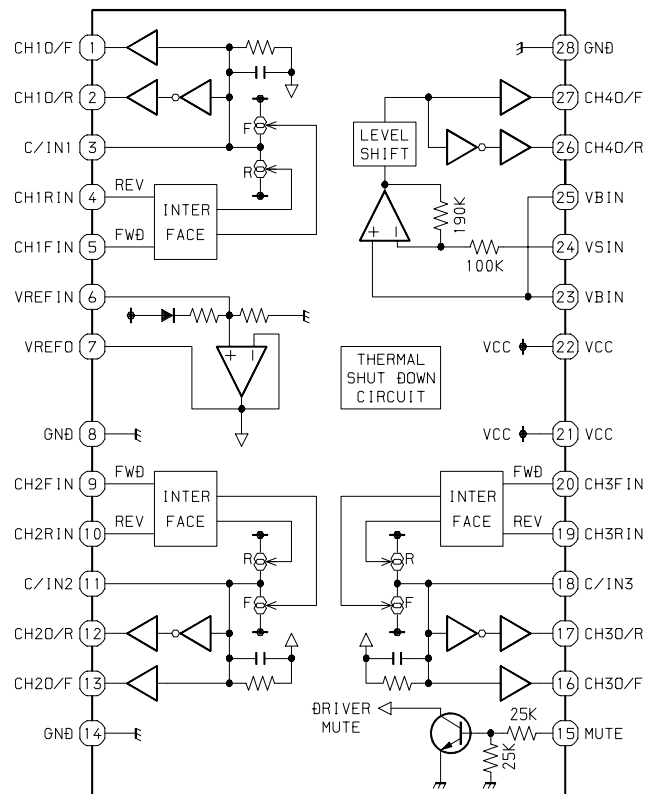 CH1O/F 1
CH1O/R 2
C/IN1 3
CH1RIN 4 REV
CH1FIN 5 FWD
VREFIN 6
VREFO 7
GND 8
CH2FIN 9 FWD
CH2RIN 10 REV
C/IN2 11
CH2O/R 12
CH2O/F 13
GND 14
INTER
FACE
F
R
INTER
FACE
R
F
+ −
28 GND
27 CH4O/F
26 CH4O/R
25 VBIN
24 VSIN
23 VBIN
VCC 22 VCC
VCC 21 VCC
FWD 20 CH3FIN
REV 19 CH3RIN
18 C/IN3
17 CH3O/R
16 CH3O/F
15 MUTE
LEVEL
SHIFT
+ −
190K
100K
THERMAL
SHUT DOWN
CIRCUIT
INTER
FACE
R
F
DRIVER
MUTE
25K
25K